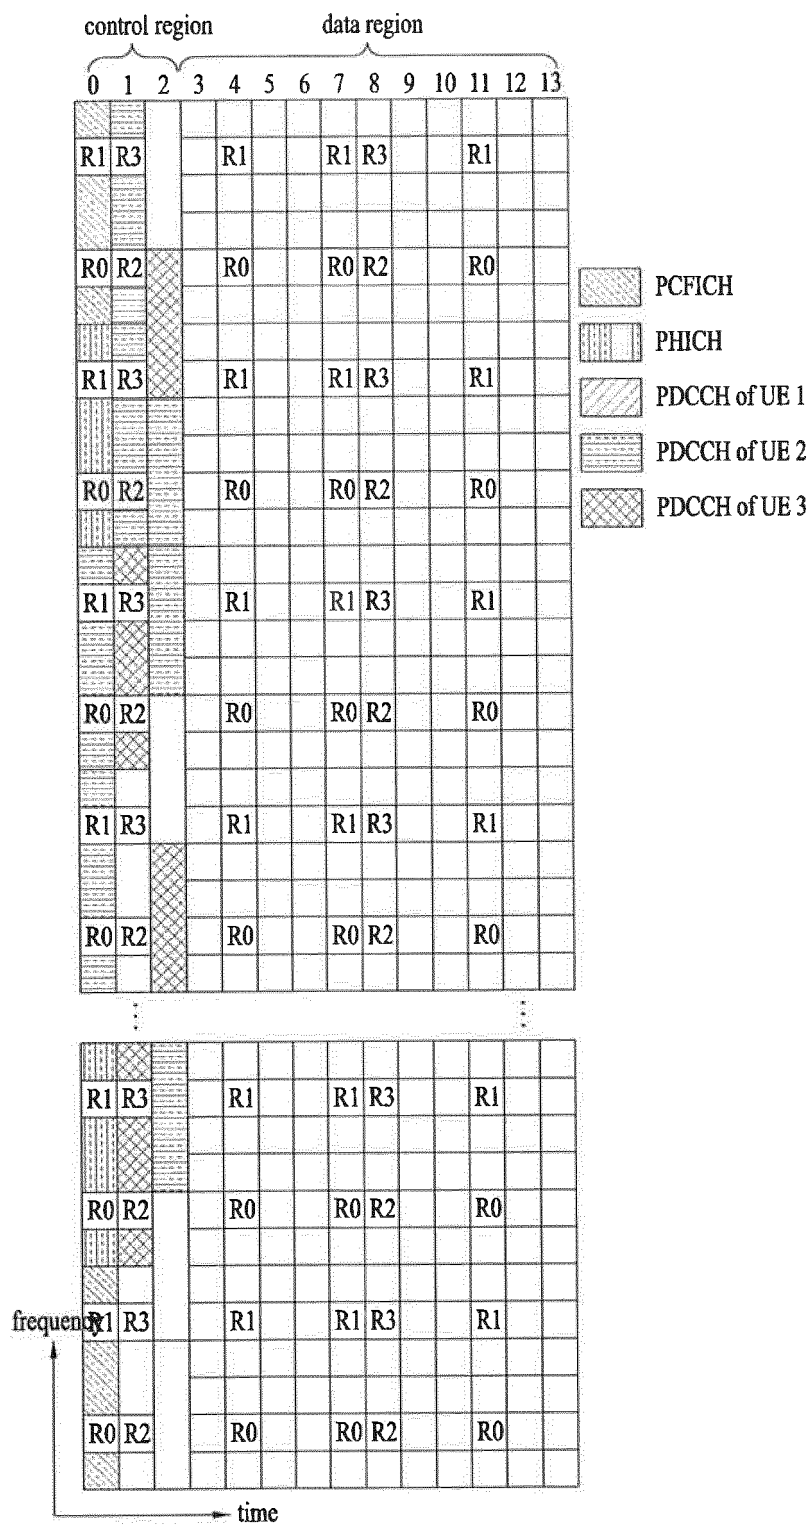 control region data region
0 1 2 3 4 5 6 7 8 9 10 11 12 13
R1 R3 R1 R1 R3 R1
R0 R2 R0 R0 R2 R0
PCFICH
PHICH
R1 R3 R1 R1 R3 R1
PDCCH of UE 1
PDCCH of UE 2
R0 R2 R0 R0 R2 R0
PDCCH of UE 3
R1 R3 R1 R1 R3 R1
R0 R2 R0 R0 R2 R0
R1 R3 R1 R1 R3 R1
R0 R2 R0 R0 R2 R0
R1 R3 R1 R1 R3 R1
R0 R2 R0 R0 R2 R0
frequency R1 R3 R1 R1 R3 R1
R0 R2 R0 R0 R2 R0
time